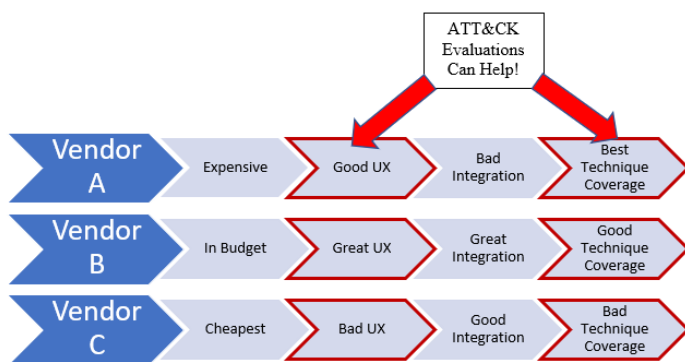 ATT&CK
Evaluations
Can Help!
Vendor
A
Expensive
Good UX
Bad
Integration
Best
Technique
Coverage
Vendor
B
In Budget
Great UX
Great
Integration
Good
Technique
Coverage
Vendor
C
Cheapest
Bad UX
Good
Integration
Bad
Technique
Coverage